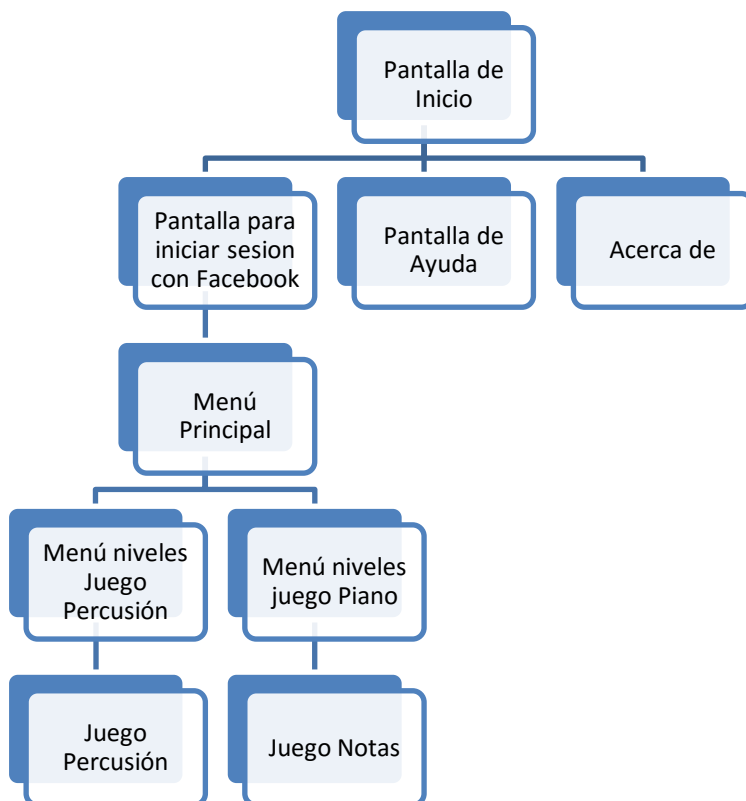 Pantalla de
Inicio
Pantalla para
iniciar sesion
con Facebook
Pantalla de
Ayuda
Acerca de
Menú
Principal
Menú niveles
Juego
Percusión
Menú niveles
juego Piano
Juego
Percusión
Juego Notas